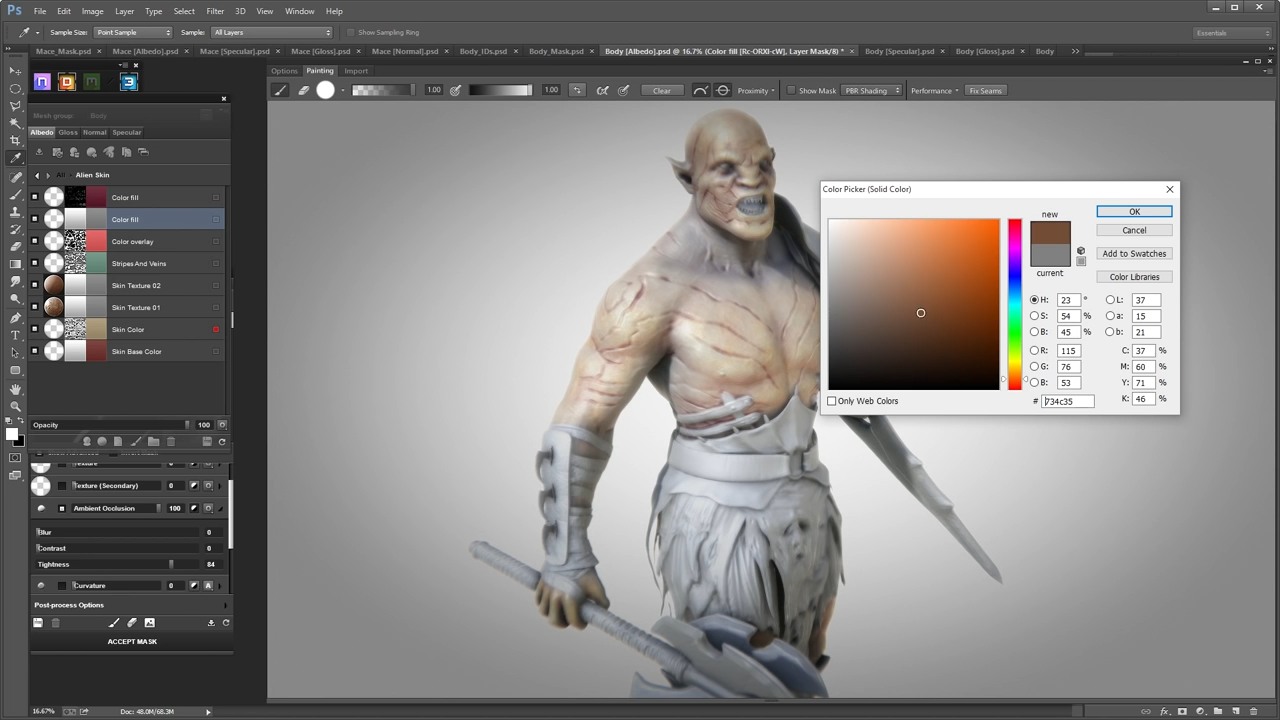 Ps File Edit Image Layer Type Select Filter 3D View Window Help
Sample Size: Point Sample Sample: All Layers Show Sampling Ring Essentials
Mace_Mask.psd × Mace [Albedo].psd × Mace [Specular].psd × Mace [Gloss].psd × Mace [Normal].psd × Body_IDs.psd × Body_Mask.psd × Body [Albedo].psd @ 16.7% (Color fill [Rc-ORXI-cW], Layer Mask/8) * × Body [Specular].psd × Body [Gloss].psd × Body >>
Options Painting Import
1.00 1.00 Clear Proximity Show Mask PBR Shading Performance Fix Seams
Mesh group: Body
Albedo Gloss Normal Specular
All Alien Skin
Color fill
Color fill
Color overlay
Stripes And Veins
Skin Texture 02
Skin Texture 01
Skin Color
Skin Base Color
Opacity 100
Texture 0
Texture (Secondary) 0
Ambient Occlusion 100
Blur 0
Contrast 0
Tightness 84
Curvature 0
Post-process Options
ACCEPT MASK
Color Picker (Solid Color)
new
current
OK
Cancel
Add to Swatches
Color Libraries
H: 23 ° L: 37
S: 54 % a: 15
B: 45 % b: 21
R: 115 C: 37 %
G: 76 M: 60 %
B: 53 Y: 71 %
# 734c35 K: 46 %
Only Web Colors
16.67% Doc: 48.0M/68.3M